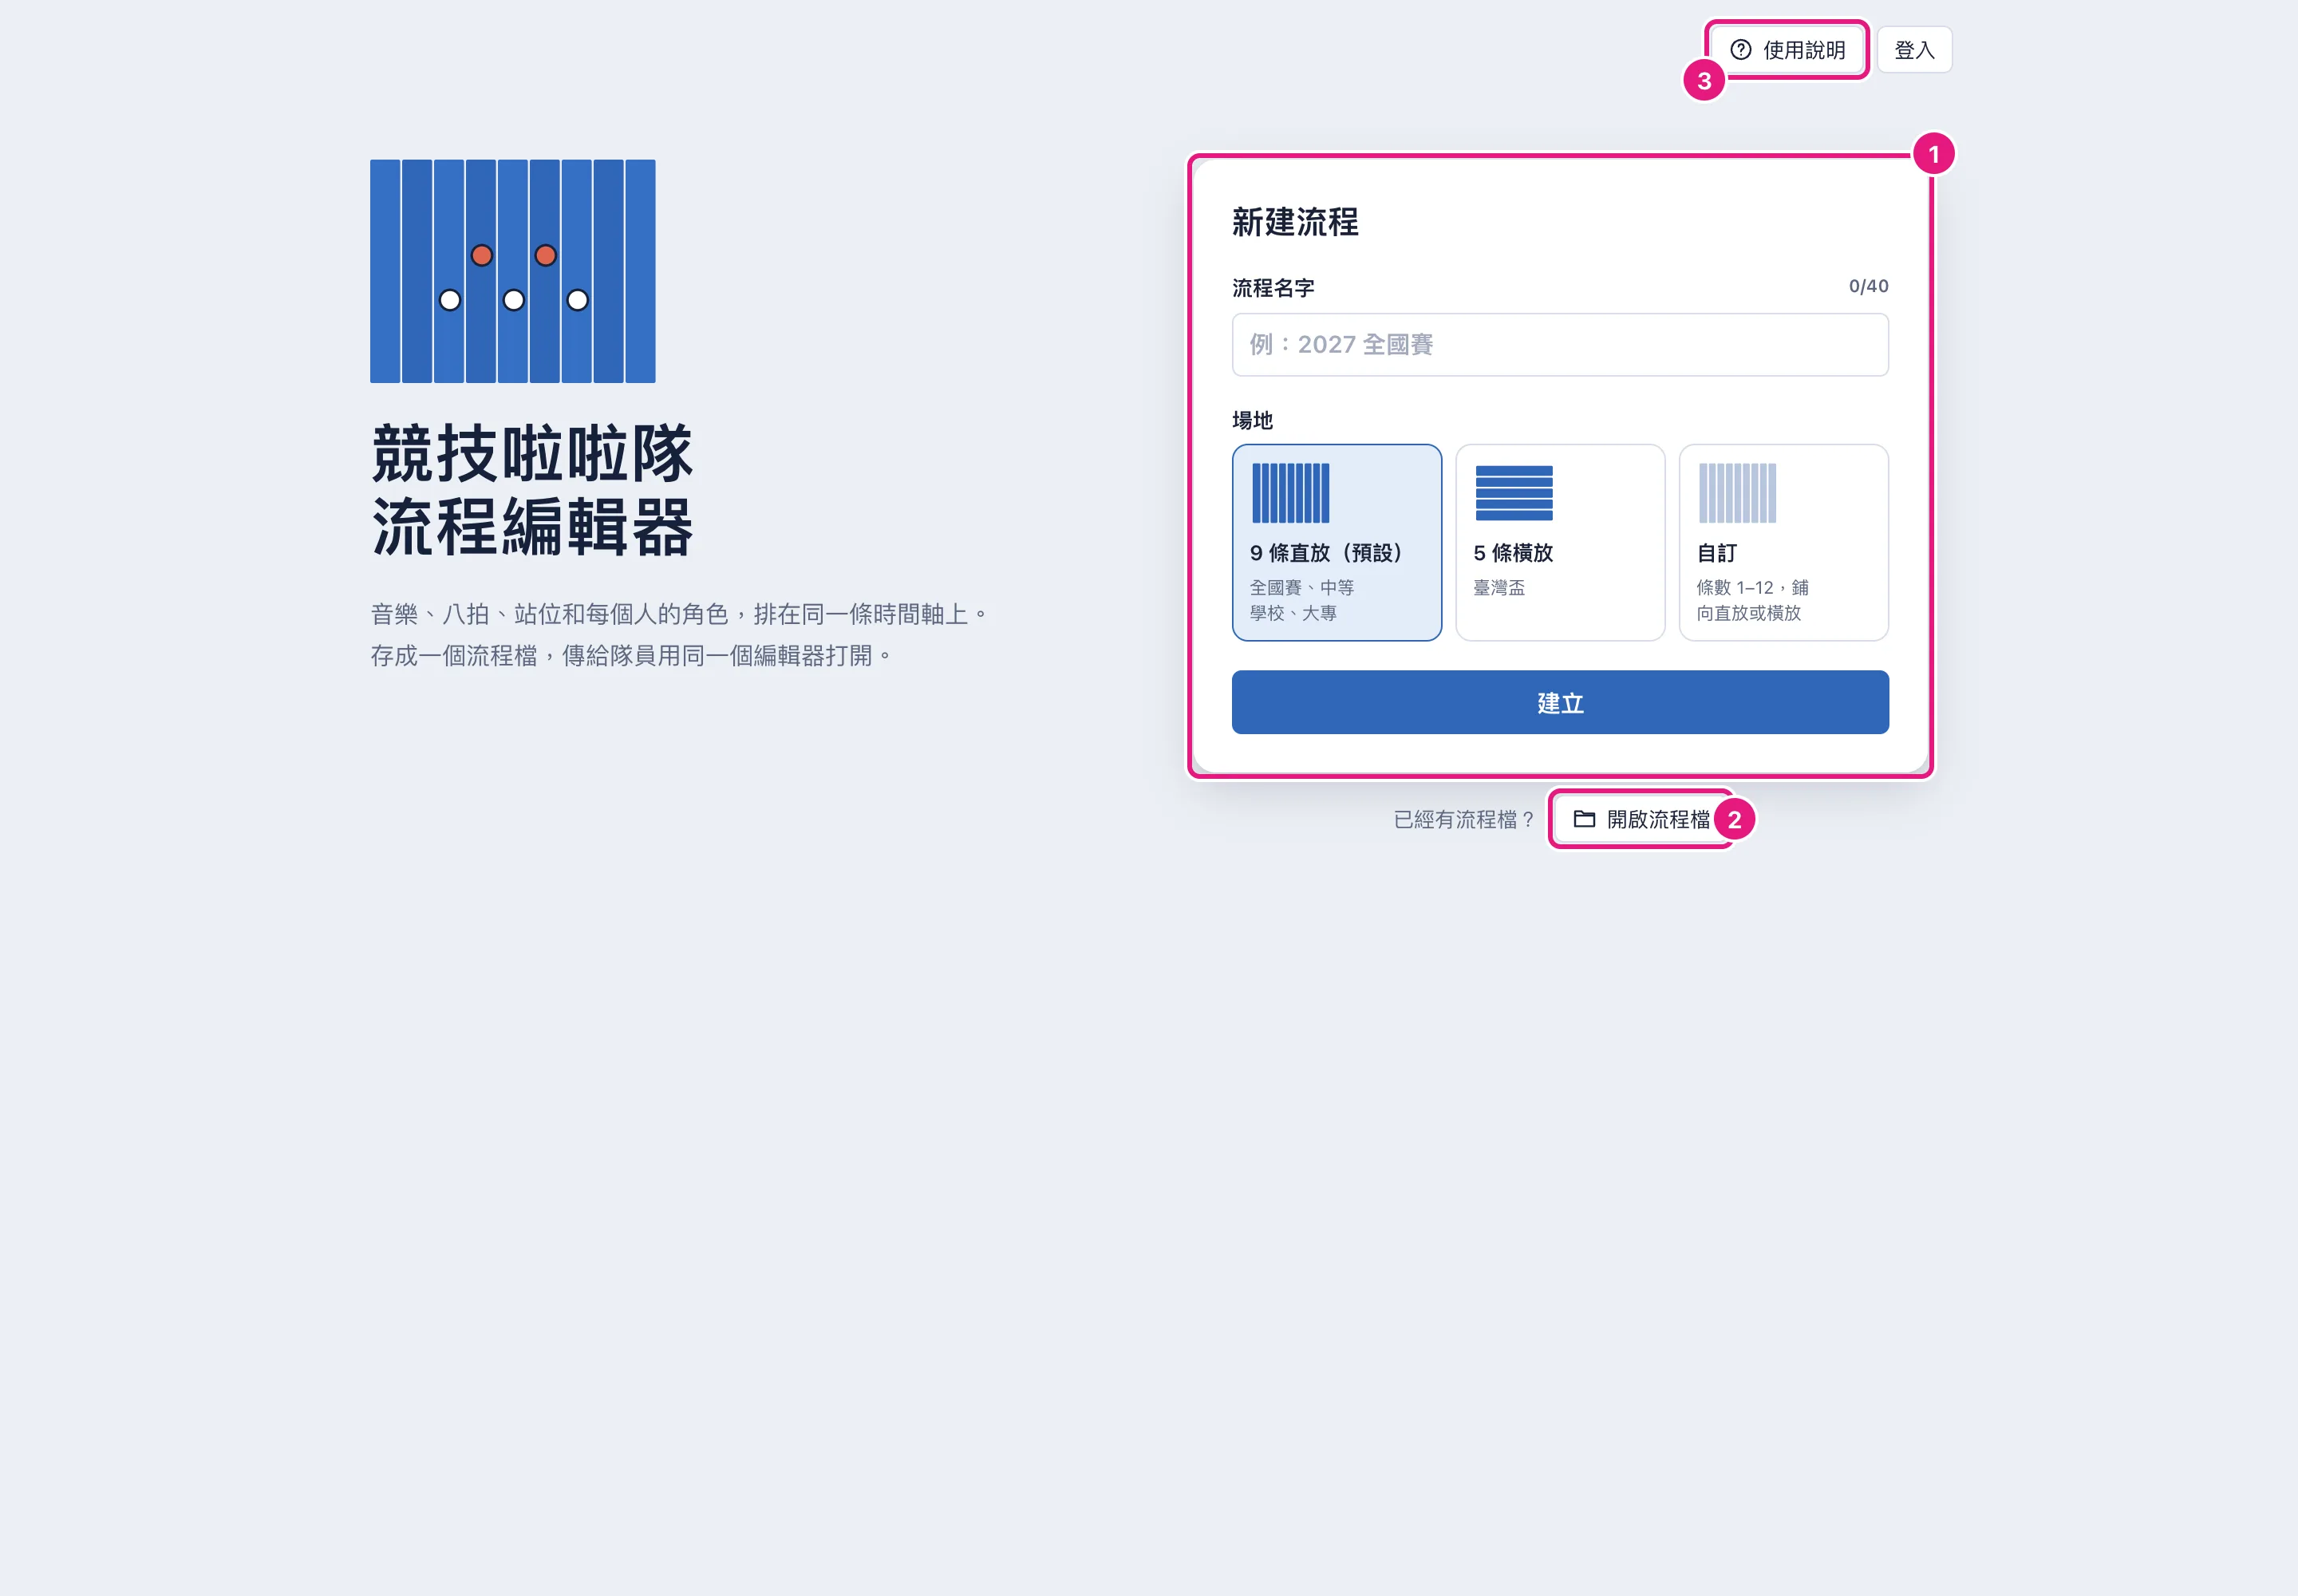 使用說明
登入
3
1
競技啦啦隊
流程編輯器
音樂、八拍、站位和每個人的角色，排在同一條時間軸上。
存成一個流程檔，傳給隊員用同一個編輯器打開。
新建流程
流程名字 0/40
例：2027 全國賽
場地
9 條直放（預設）
全國賽、中等
學校、大專
5 條橫放
臺灣盃
自訂
條數 1–12，鋪
向直放或橫放
建立
已經有流程檔？ 開啟流程檔 2